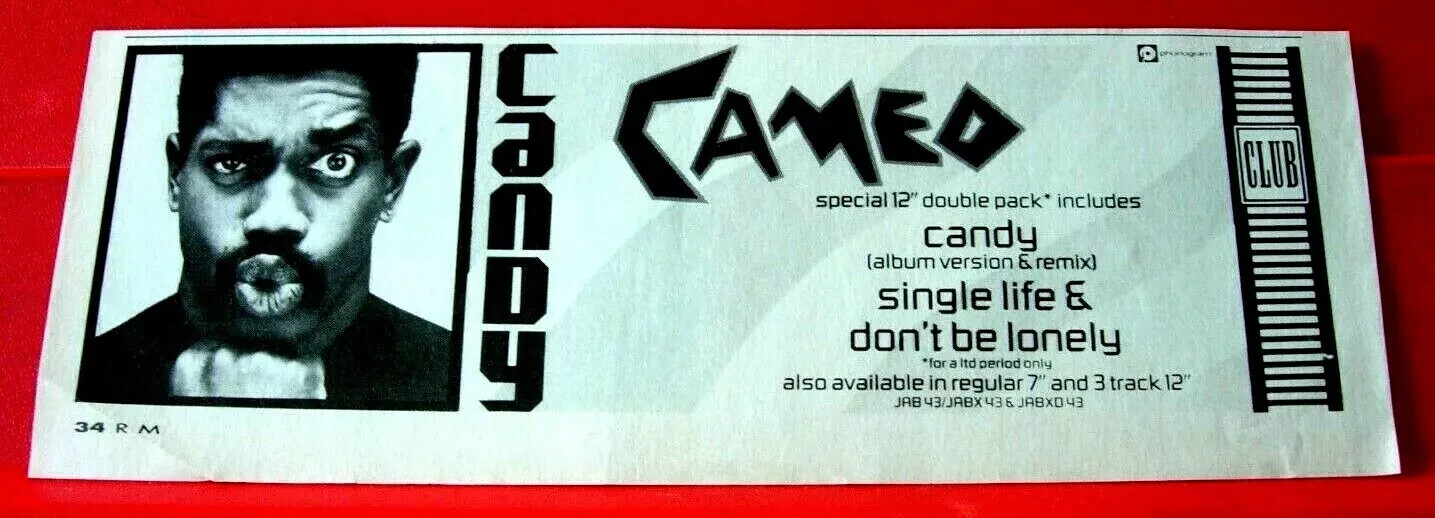 candy
CAMEO
phonogram
CLUB
special 12" double pack* includes
candy
(album version & remix)
single life &
don't be lonely
*for a ltd period only
also available in regular 7" and 3 track 12"
JAB 43/JABX 43 & JABXD 43
34 R M